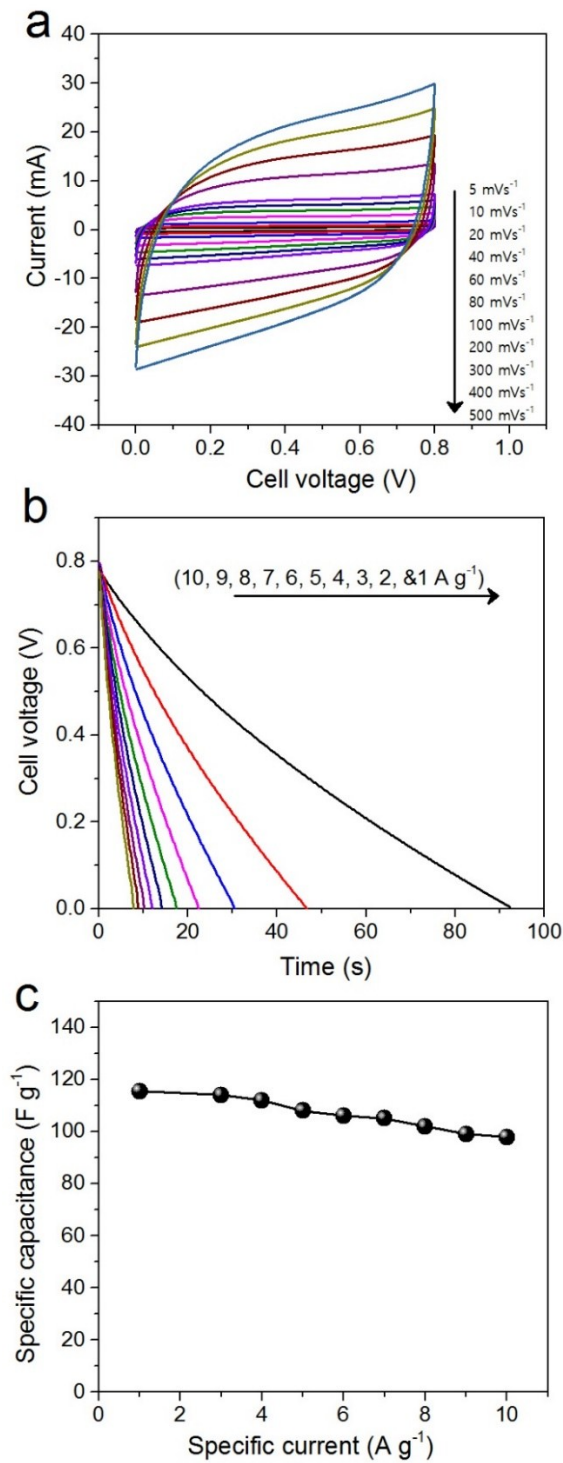 a
40
30
20
10
0
-10
-20
-30
-40
Current (mA)
5 mVs⁻¹
10 mVs⁻¹
20 mVs⁻¹
40 mVs⁻¹
60 mVs⁻¹
80 mVs⁻¹
100 mVs⁻¹
200 mVs⁻¹
300 mVs⁻¹
400 mVs⁻¹
500 mVs⁻¹
0.0 0.2 0.4 0.6 0.8 1.0
Cell voltage (V)
b
0.8
0.6
0.4
0.2
0.0
Cell voltage (V)
(10, 9, 8, 7, 6, 5, 4, 3, 2, &1 A g⁻¹)
0 20 40 60 80 100
Time (s)
c
140
120
100
80
60
40
20
0
Specific capacitance (F g⁻¹)
0 2 4 6 8 10
Specific current (A g⁻¹)